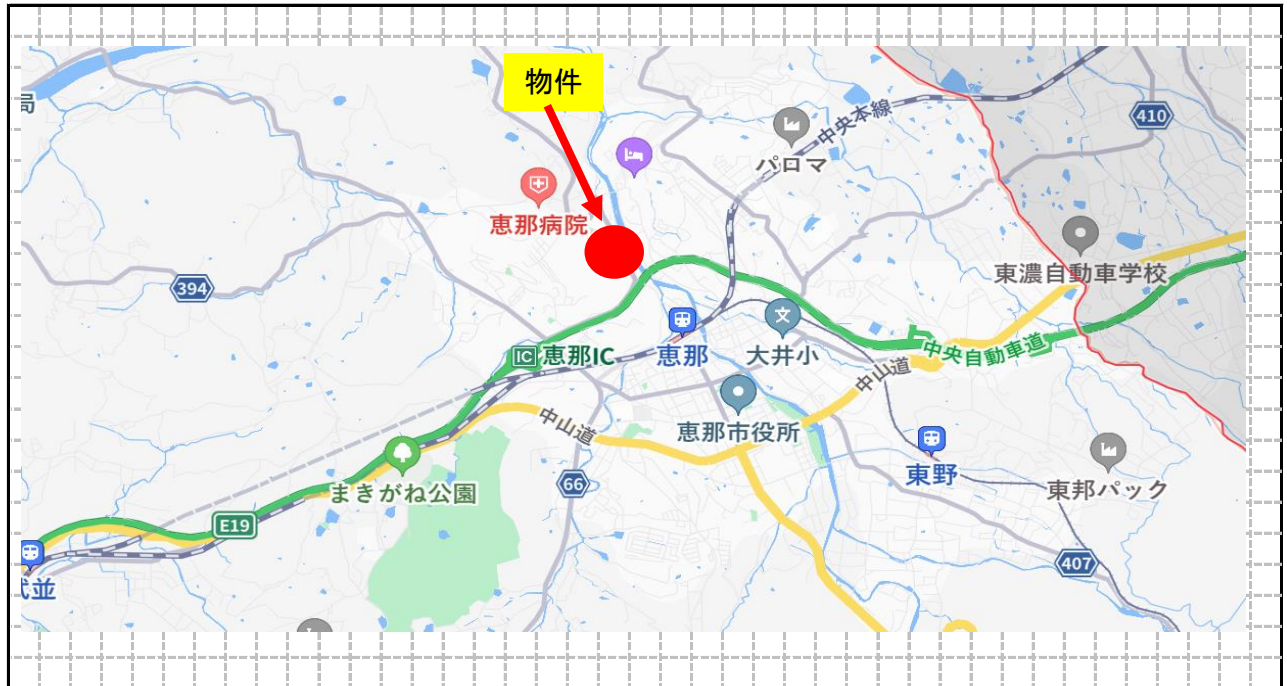 物件
局
410
中央本線
パロマ
恵那病院
東濃自動車学校
394
IC 恵那IC
恵那
文
大井小
中央自動車道
中山道
中山道
恵那市役所
66
東野
まきがね公園
東邦パック
E19
407
並